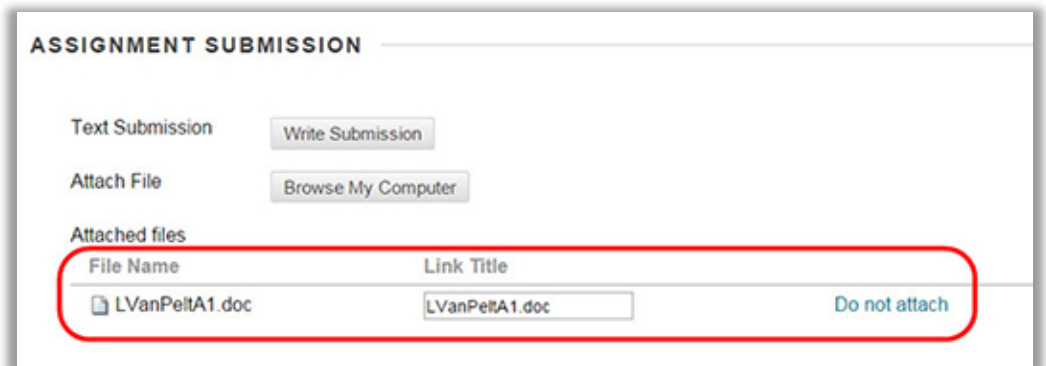 ASSIGNMENT SUBMISSION
Text Submission Write Submission
Attach File Browse My Computer
Attached files
File Name Link Title
LVanPeltA1.doc LVanPeltA1.doc Do not attach